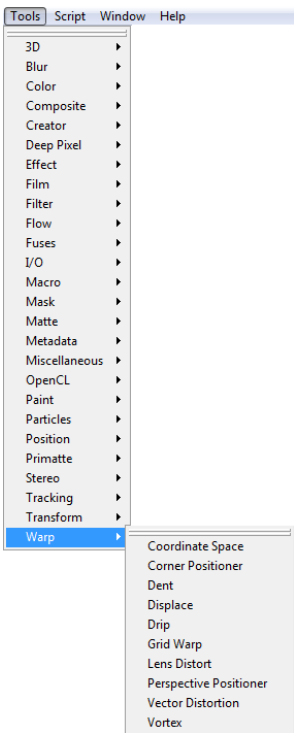 Tools Script Window Help
3D
Blur
Color
Composite
Creator
Deep Pixel
Effect
Film
Filter
Flow
Fuses
I/O
Macro
Mask
Matte
Metadata
Miscellaneous
OpenCL
Paint
Particles
Position
Primatte
Stereo
Tracking
Transform
Warp
Coordinate Space
Corner Positioner
Dent
Displace
Drip
Grid Warp
Lens Distort
Perspective Positioner
Vector Distortion
Vortex